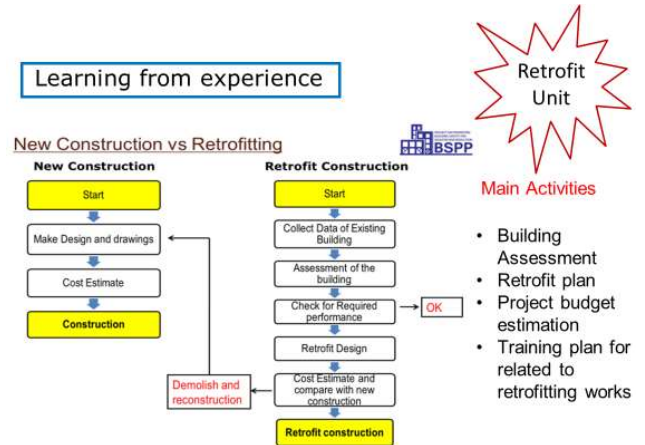 Learning from experience
Retrofit
Unit
New Construction vs Retrofitting
BSPP
New Construction
Start
Make Design and drawings
Cost Estimate
Construction
Retrofit Construction
Start
Collect Data of Existing
Building
Assessment of the
building
Check for Required
performance
OK
Retrofit Design
Demolish and
reconstruction
Cost Estimate and
compare with new
construction
Retrofit construction
Main Activities
• Building
Assessment
• Retrofit plan
• Project budget
estimation
• Training plan for
related to
retrofitting works